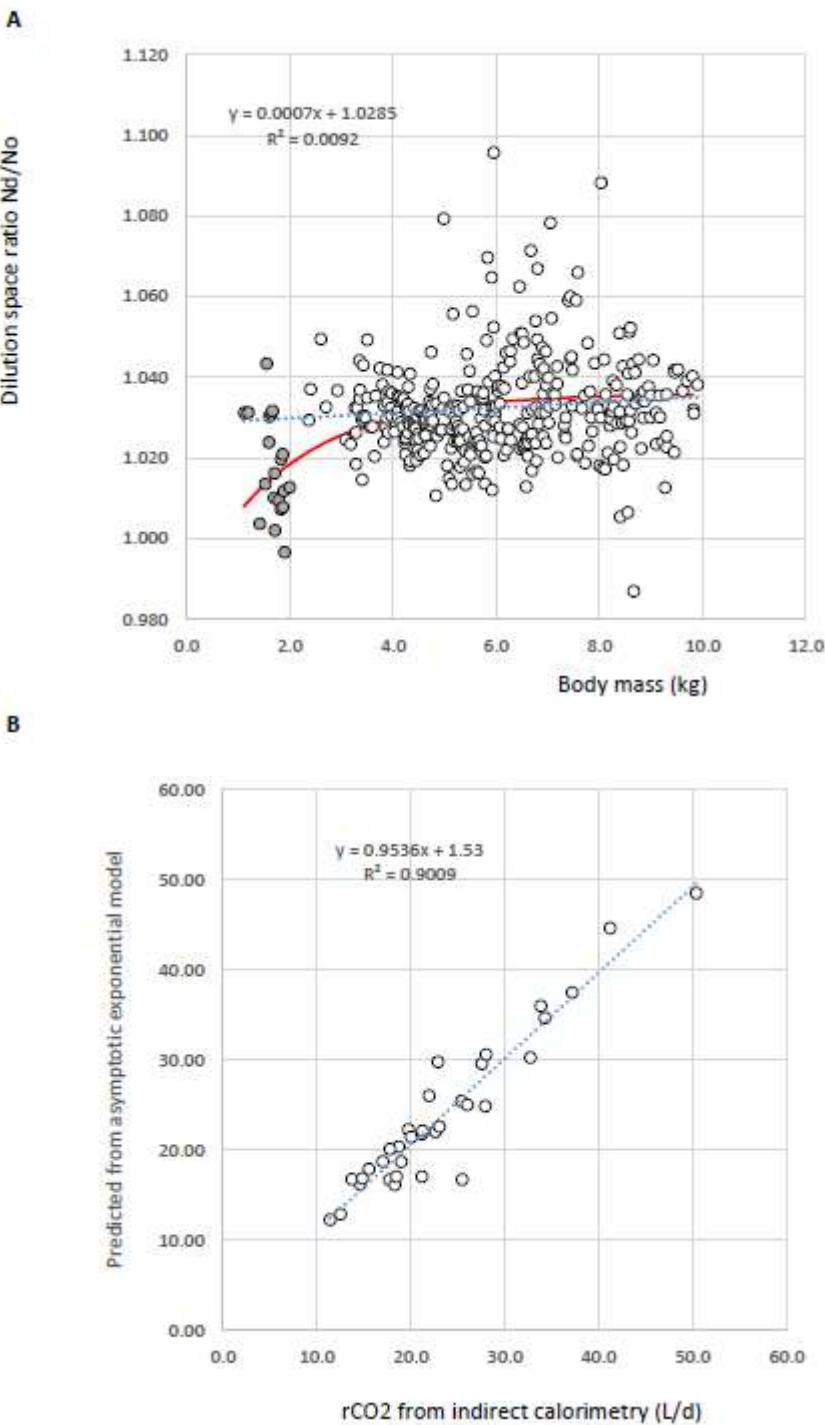 A
1.120
y = 0.0007x + 1.0285
R² = 0.0092
1.100
1.080
1.060
1.040
1.020
1.000
0.980
Dilution space ratio Nd/No
0.0 2.0 4.0 6.0 8.0 10.0 12.0
Body mass (kg)
B
60.00
y = 0.9536x + 1.53
R² = 0.9009
50.00
40.00
30.00
20.00
10.00
0.00
Predicted from asymptotic exponential model
0.0 10.0 20.0 30.0 40.0 50.0 60.0
rCO2 from indirect calorimetry (L/d)